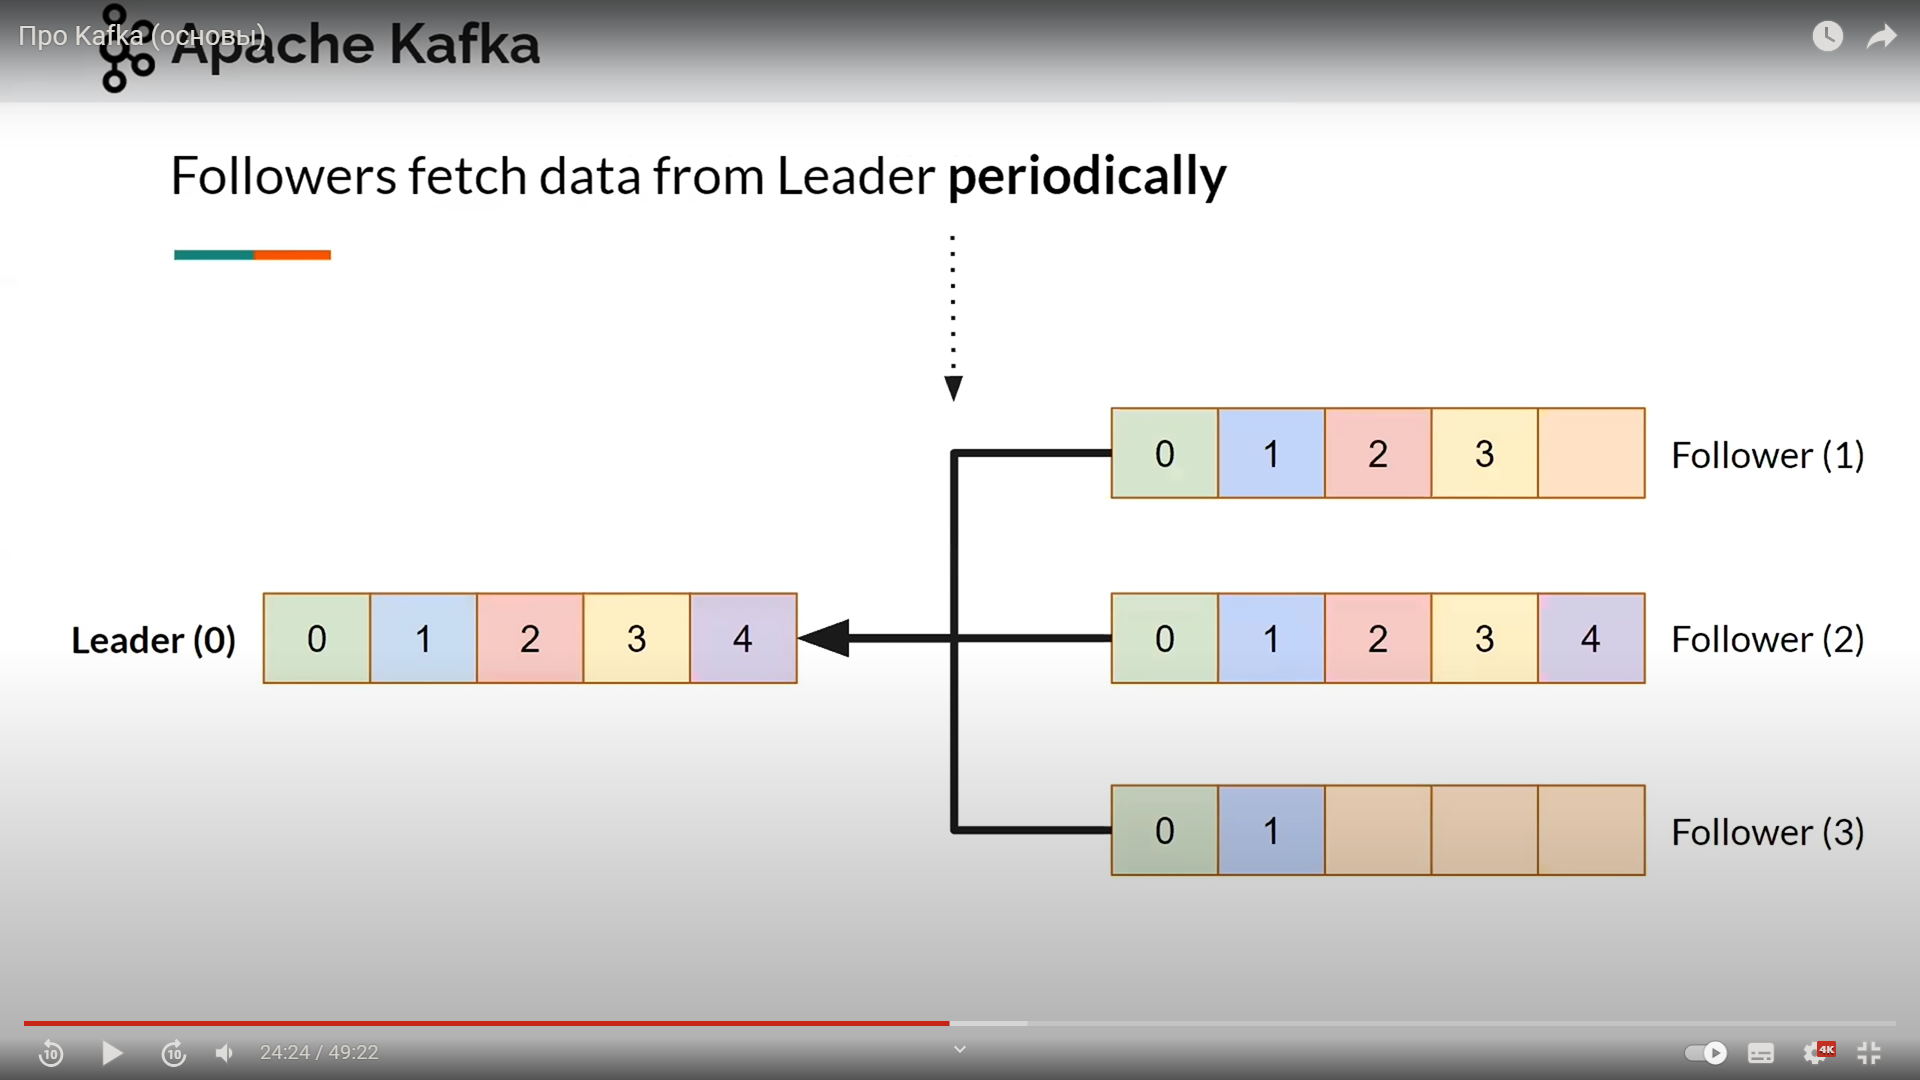 Про Kafka (основы)
Apache Kafka
Followers fetch data from Leader periodically
0 1 2 3 Follower (1)
Leader (0) 0 1 2 3 4 0 1 2 3 4 Follower (2)
0 1 Follower (3)
10 10 24:24 / 49:22 4K